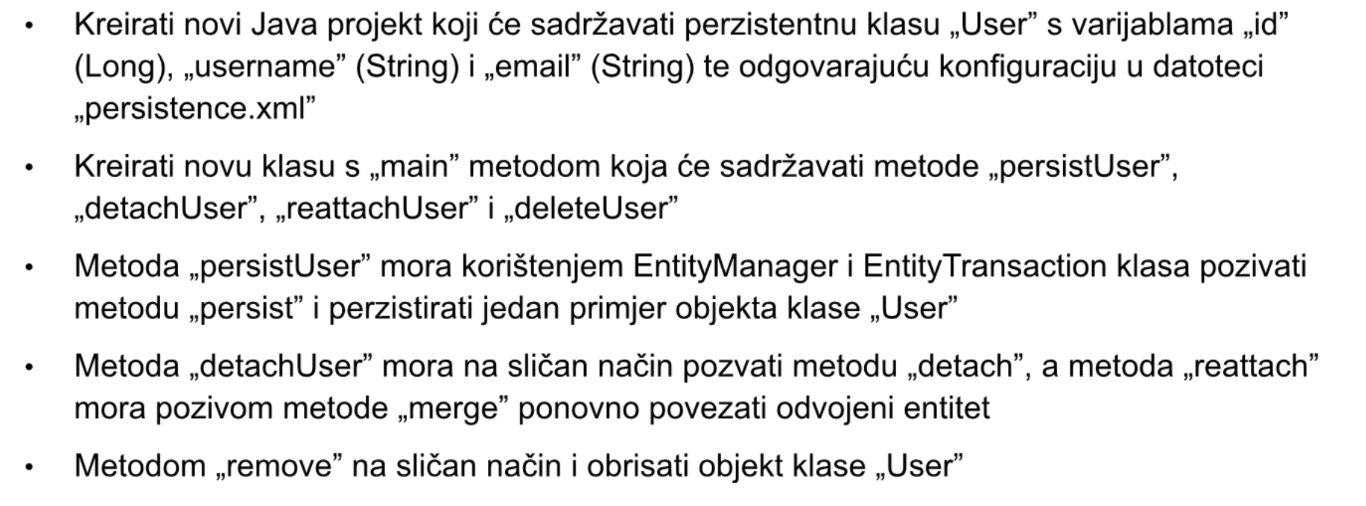 • Kreirati novi Java projekt koji će sadržavati perzistentnu klasu „User” s varijablama „id”
(Long), „username” (String) i „email” (String) te odgovarajuću konfiguraciju u datoteci
„persistence.xml”
• Kreirati novu klasu s „main” metodom koja će sadržavati metode „persistUser”,
„detachUser”, „reattachUser” i „deleteUser”
• Metoda „persistUser” mora korištenjem EntityManager i EntityTransaction klasa pozivati
metodu „persist” i perzistirati jedan primjer objekta klase „User”
• Metoda „detachUser” mora na sličan način pozvati metodu „detach”, a metoda „reattach”
mora pozivom metode „merge” ponovno povezati odvojeni entitet
• Metodom „remove” na sličan način i obrisati objekt klase „User”